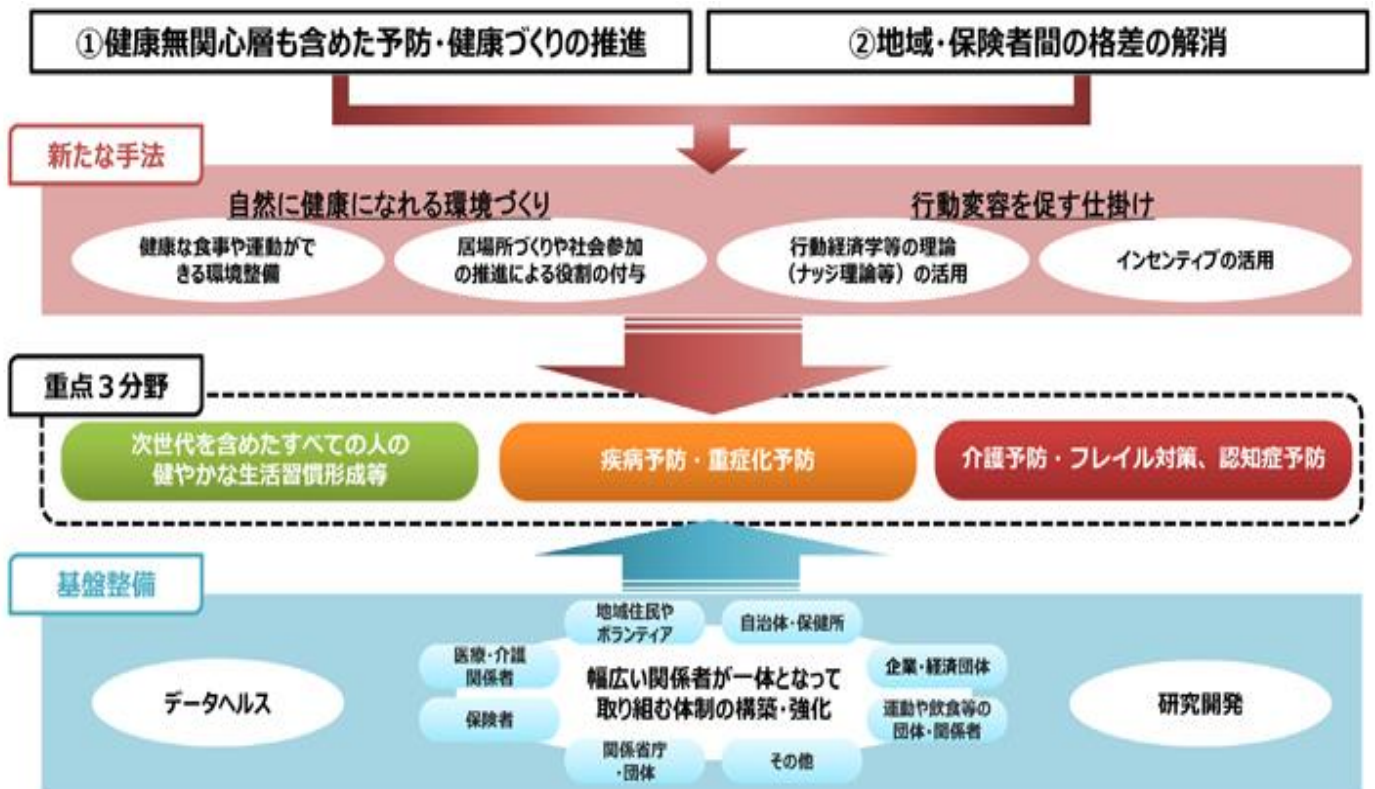 ①健康無関心層も含めた予防・健康づくりの推進
②地域・保険者間の格差の解消
新たな手法
自然に健康になれる環境づくり
行動変容を促す仕掛け
健康な食事や運動がで
きる環境整備
居場所づくりや社会参加
の推進による役割の付与
行動経済学等の理論
（ナッジ理論等）の活用
インセンティブの活用
重点３分野
次世代を含めたすべての人の
健やかな生活習慣形成等
疾病予防・重症化予防
介護予防・フレイル対策、認知症予防
基盤整備
データヘルス
地域住民や
ボランティア
自治体・保健所
医療・介護
関係者
企業・経済団体
幅広い関係者が一体となって
取り組む体制の構築・強化
保険者
運動や飲食等の
団体・関係者
関係省庁
・団体
その他
研究開発